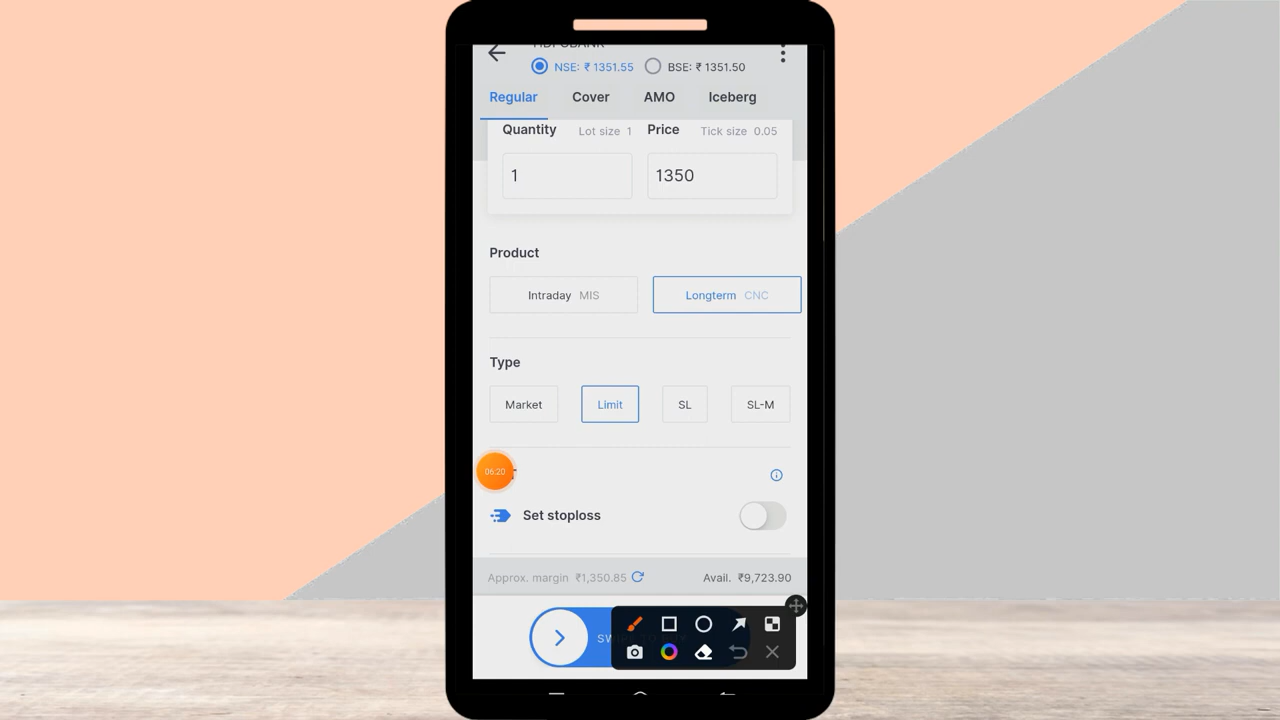 NSE: ₹ 1351.55 BSE: ₹ 1351.50
Regular Cover AMO Iceberg
Quantity Lot size 1 Price Tick size 0.05
1 1350
Product
Intraday MIS Longterm CNC
Type
Market Limit SL SL-M
06:20
Set stoploss
Approx. margin ₹1,350.85 Avail. ₹9,723.90